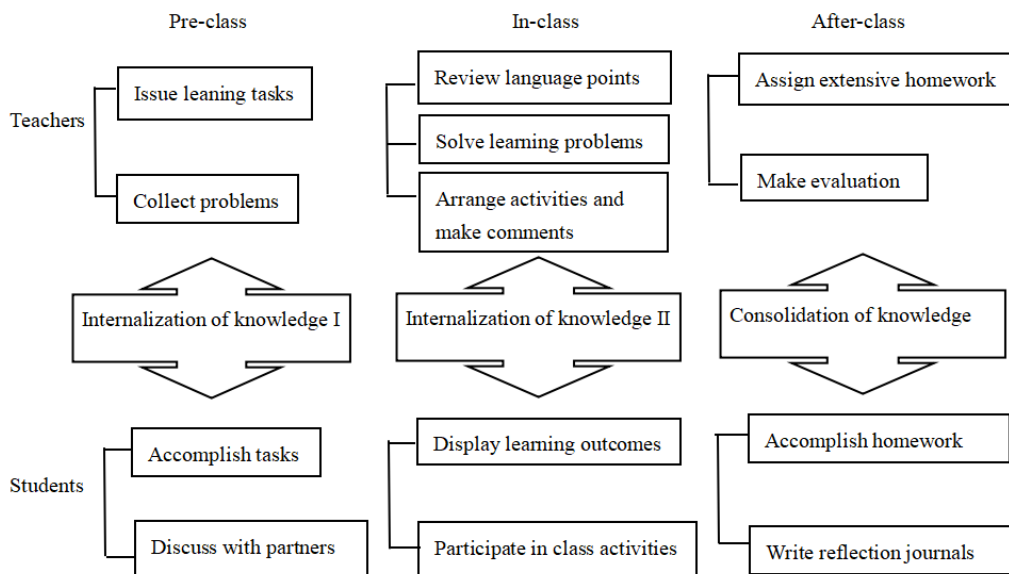 Pre-class
In-class
After-class
Teachers
Issue leaning tasks
Collect problems
Review language points
Solve learning problems
Arrange activities and
make comments
Assign extensive homework
Make evaluation
Internalization of knowledge I
Internalization of knowledge II
Consolidation of knowledge
Students
Accomplish tasks
Discuss with partners
Display learning outcomes
Participate in class activities
Accomplish homework
Write reflection journals